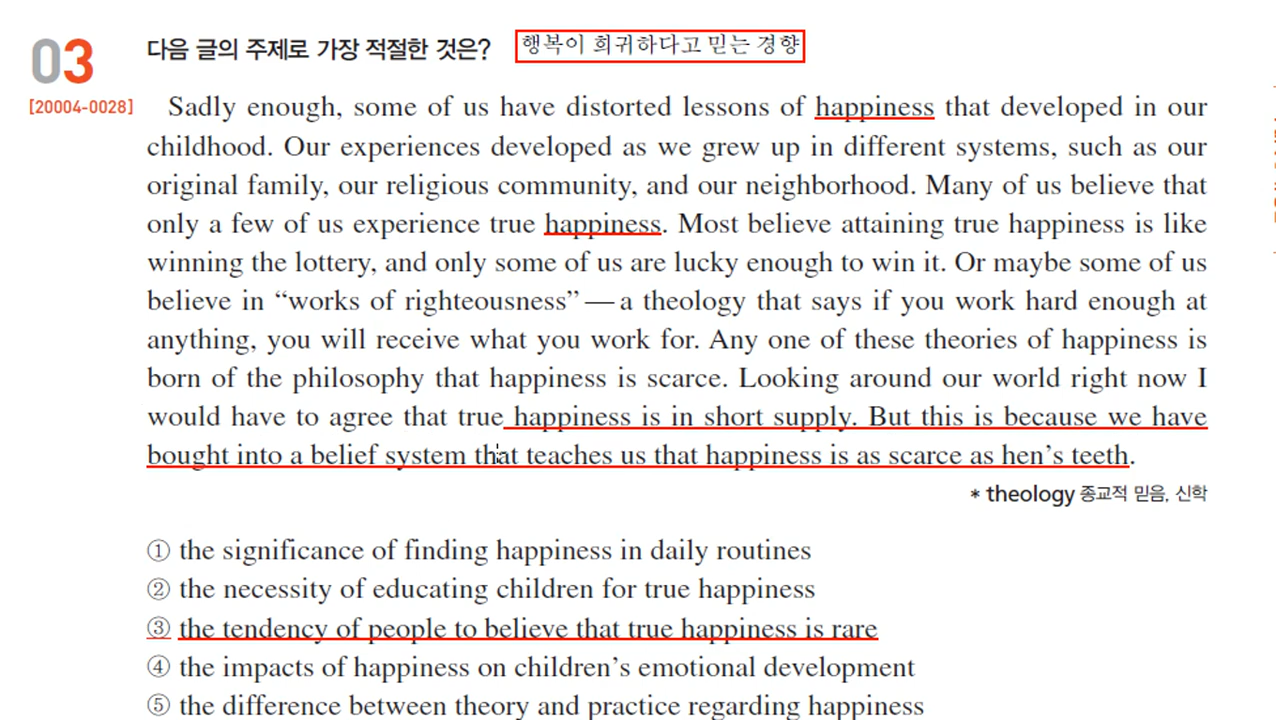 03
다음 글의 주제로 가장 적절한 것은?
행복이 희귀하다고 믿는 경향
[20004-0028]
Sadly enough, some of us have distorted lessons of happiness that developed in our
childhood. Our experiences developed as we grew up in different systems, such as our
original family, our religious community, and our neighborhood. Many of us believe that
only a few of us experience true happiness. Most believe attaining true happiness is like
winning the lottery, and only some of us are lucky enough to win it. Or maybe some of us
believe in “works of righteousness” — a theology that says if you work hard enough at
anything, you will receive what you work for. Any one of these theories of happiness is
born of the philosophy that happiness is scarce. Looking around our world right now I
would have to agree that true happiness is in short supply. But this is because we have
bought into a belief system that teaches us that happiness is as scarce as hen’s teeth.
* theology 종교적 믿음, 신학
① the significance of finding happiness in daily routines
② the necessity of educating children for true happiness
③ the tendency of people to believe that true happiness is rare
④ the impacts of happiness on children’s emotional development
⑤ the difference between theory and practice regarding happiness